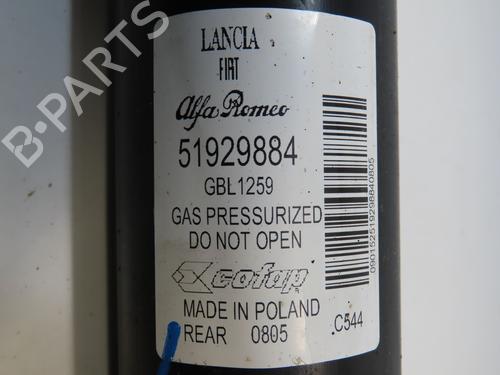 LANCIA
FIAT
Alfa Romeo
51929884
GBL1259
GAS PRESSURIZED
DO NOT OPEN
cofap
MADE IN POLAND
REAR 0805 .C544
090152519298840805
B-PARTS